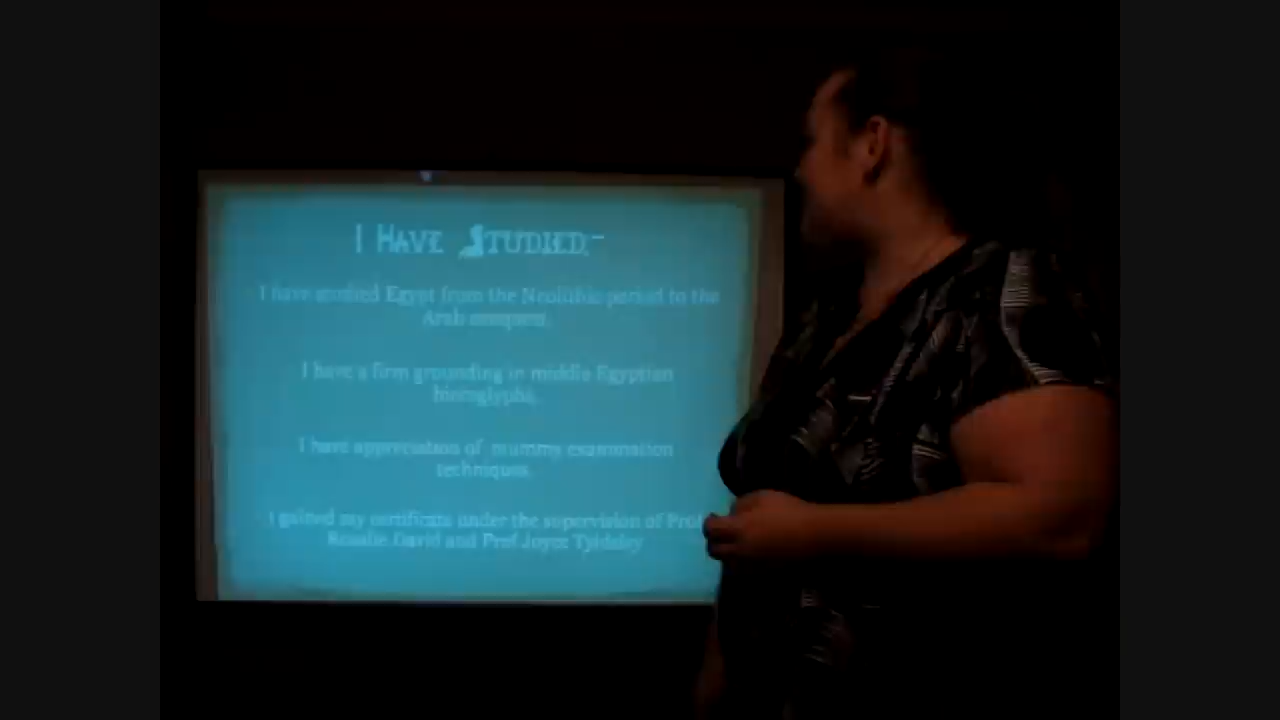 I HAVE STUDIED:-
I have studied Egypt from the Neolithic period to the
Arab conquest.
I have a firm grounding in middle Egyptian
hieroglyphs.
I have appreciation of mummy examination
techniques.
I gained my certificate under the supervision of Prof
Rosalie David and Prof Joyce Tyldsley